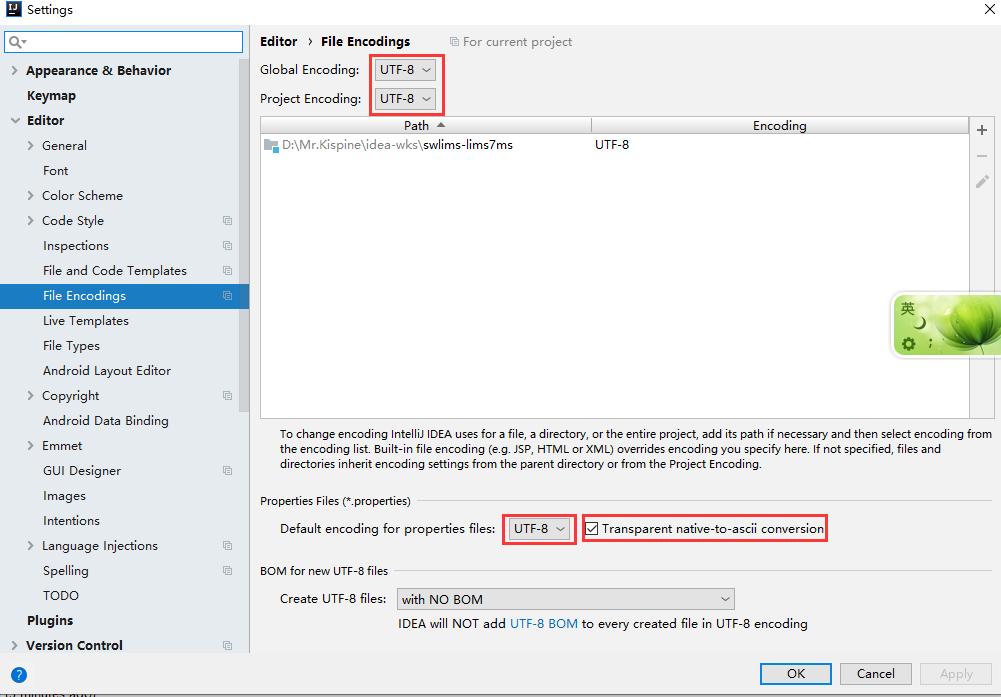 Settings
Editor › File Encodings For current project
Global Encoding: UTF-8
Project Encoding: UTF-8
Path Encoding
D:\Mr.Kispine\idea-wks\swlims-lims7ms UTF-8
Appearance & Behavior
Keymap
Editor
General
Font
Color Scheme
Code Style
Inspections
File and Code Templates
File Encodings
Live Templates
File Types
Android Layout Editor
Copyright
Android Data Binding
Emmet
GUI Designer
Images
Intentions
Language Injections
Spelling
TODO
Plugins
Version Control
英
To change encoding IntelliJ IDEA uses for a file, a directory, or the entire project, add its path if necessary and then select encoding from
the encoding list. Built-in file encoding (e.g. JSP, HTML or XML) overrides encoding you specify here. If not specified, files and
directories inherit encoding settings from the parent directory or from the Project Encoding.
Properties Files (*.properties)
Default encoding for properties files: UTF-8 Transparent native-to-ascii conversion
BOM for new UTF-8 files
Create UTF-8 files: with NO BOM
IDEA will NOT add UTF-8 BOM to every created file in UTF-8 encoding
? OK Cancel Apply